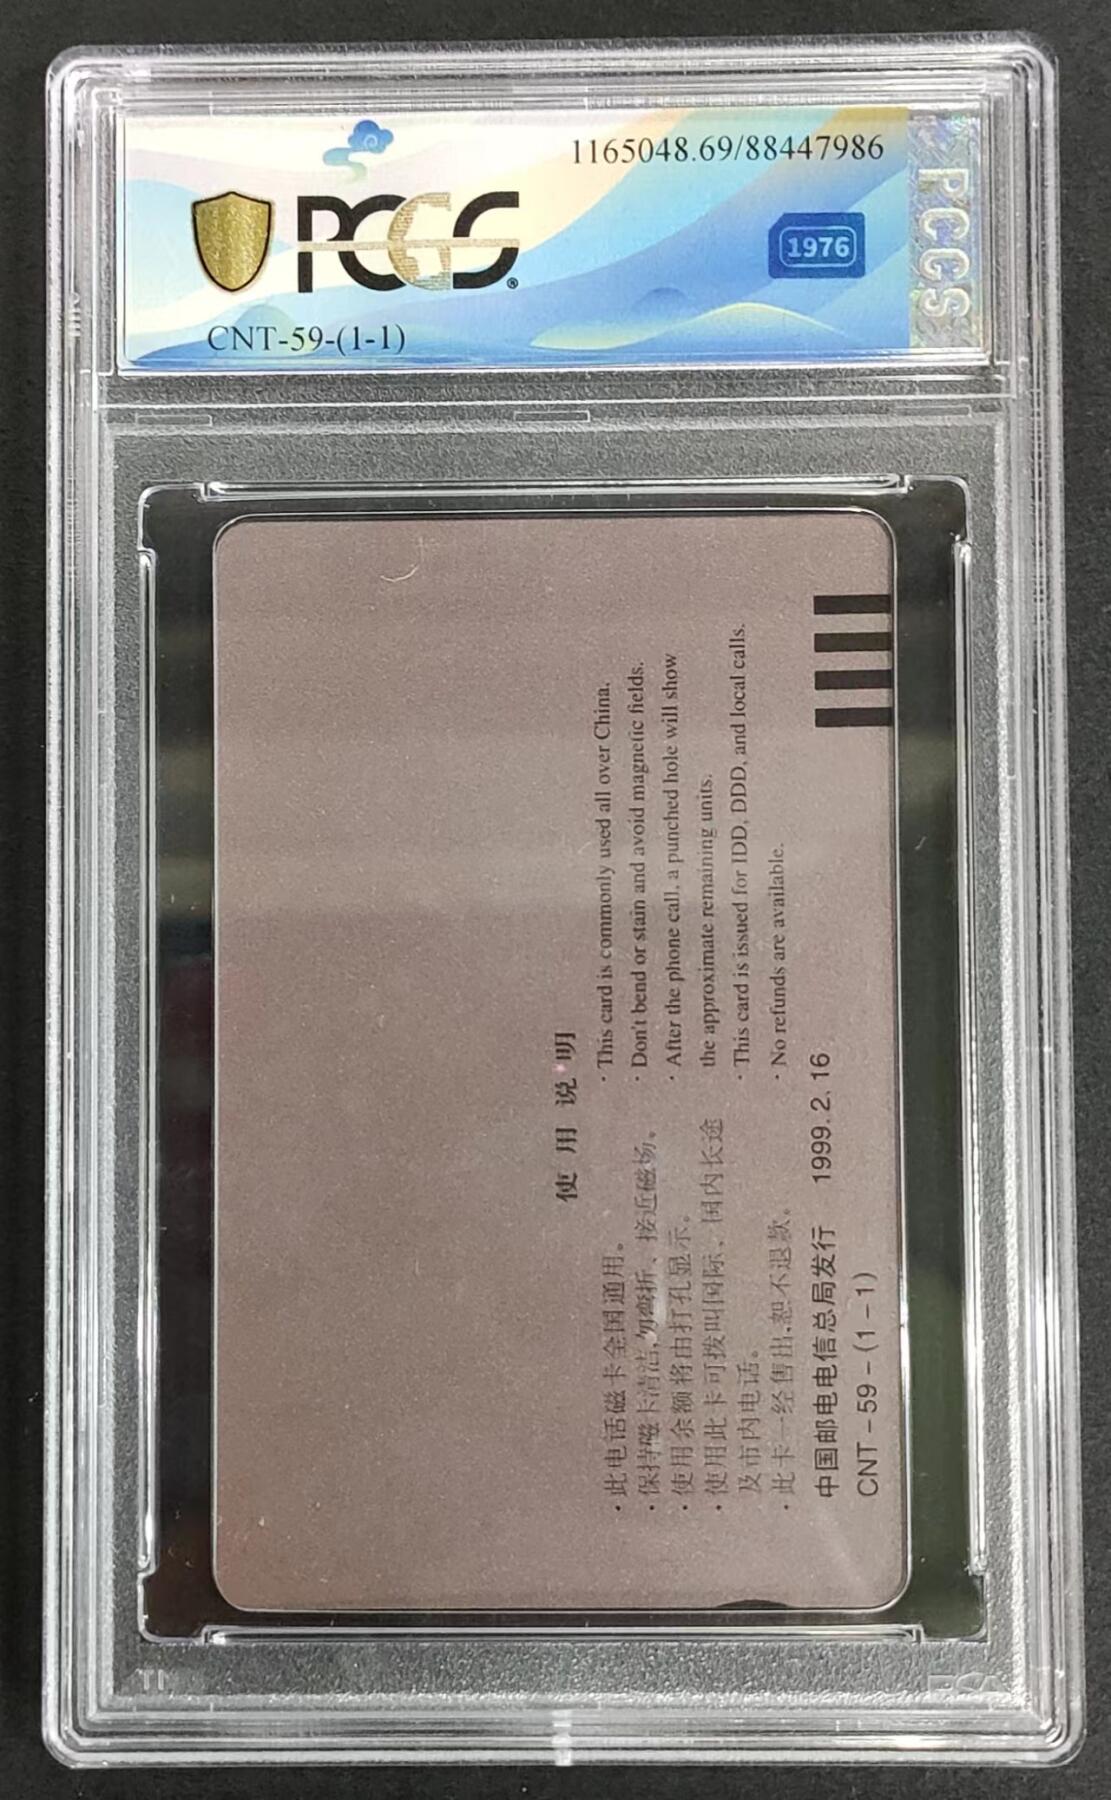 1165048.69/88447986
PCGS
®
1976
PCGS
CNT-59-(1-1)
使用说明
·此电话磁卡全国通用。
·保持磁卡清洁,勿弯折、接近磁场。
·使用余额将由打孔显示。
·使用此卡可拨叫国际、国内长途
及市内电话。
·此卡一经售出,恕不退款。
· This card is commonly used all over China.
· Don't bend or stain and avoid magnetic fields.
· After the phone call, a punched hole will show
the approximate remaining units.
· This card is issued for IDD, DDD, and local calls.
· No refunds are available.
中国邮电电信总局发行 1999.2.16
CNT-59-(1-1)